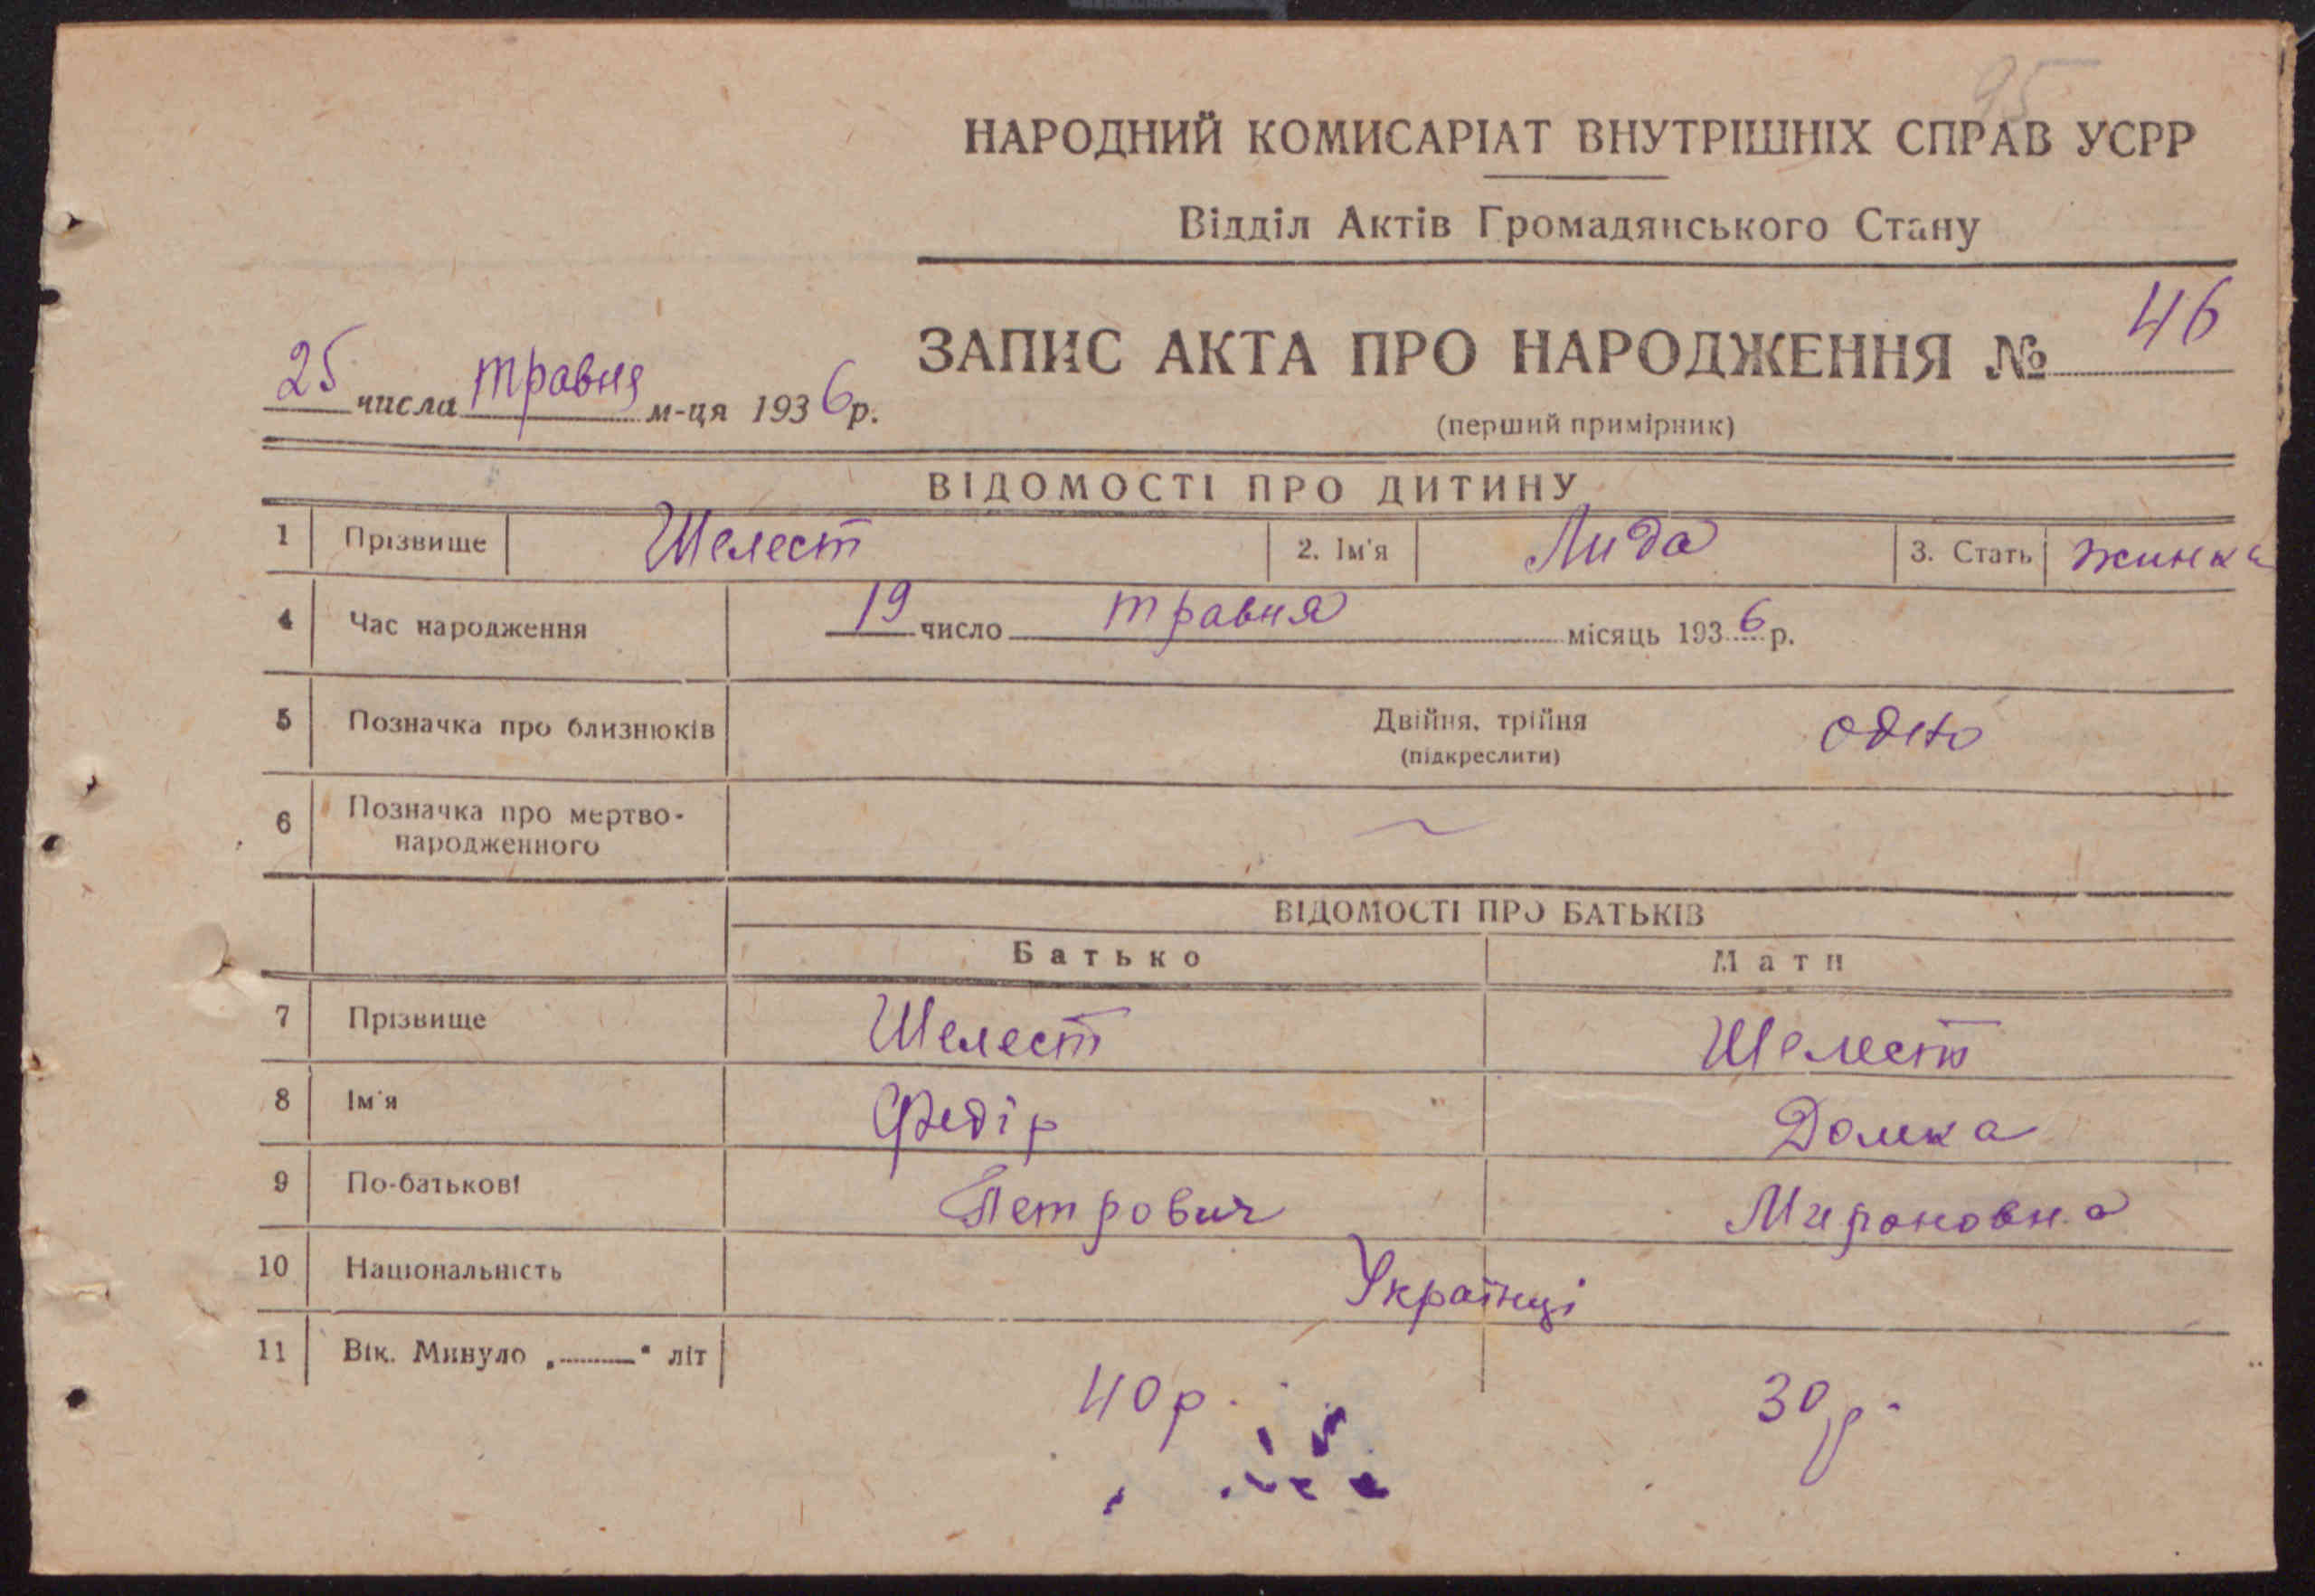 95
НАРОДНИЙ КОМИСАРІАТ ВНУТРІШНІХ СПРАВ УСРР
Відділ Актів Громадянського Стану
ЗАПИС АКТА ПРО НАРОДЖЕННЯ № 46
25 числа травня м-ця 1936 р.
(перший примірник)
ВІДОМОСТІ ПРО ДИТИНУ
1 Прізвище Шелест 2. Ім'я Лида 3. Стать жинка
4 Час народження 19 число травня місяць 1936 р.
5 Позначка про близнюків Двійня, трійня одно
(підкреслити)
6 Позначка про мертво-
народженного
ВІДОМОСТІ ПРО БАТЬКІВ
Батько Мати
7 Прізвище Шелест Шелест
8 Ім'я Федір Домка
9 По-батькові Петрович Мироновна
10 Національність Українці
11 Вік. Минуло „ " літ 40 р. 30 р.